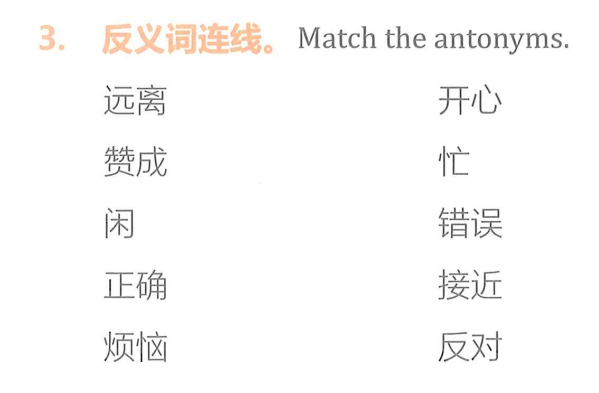 3. 反义词连线。 Match the antonyms.
远离 开心
赞成 忙
闲 错误
正确 接近
烦恼 反对